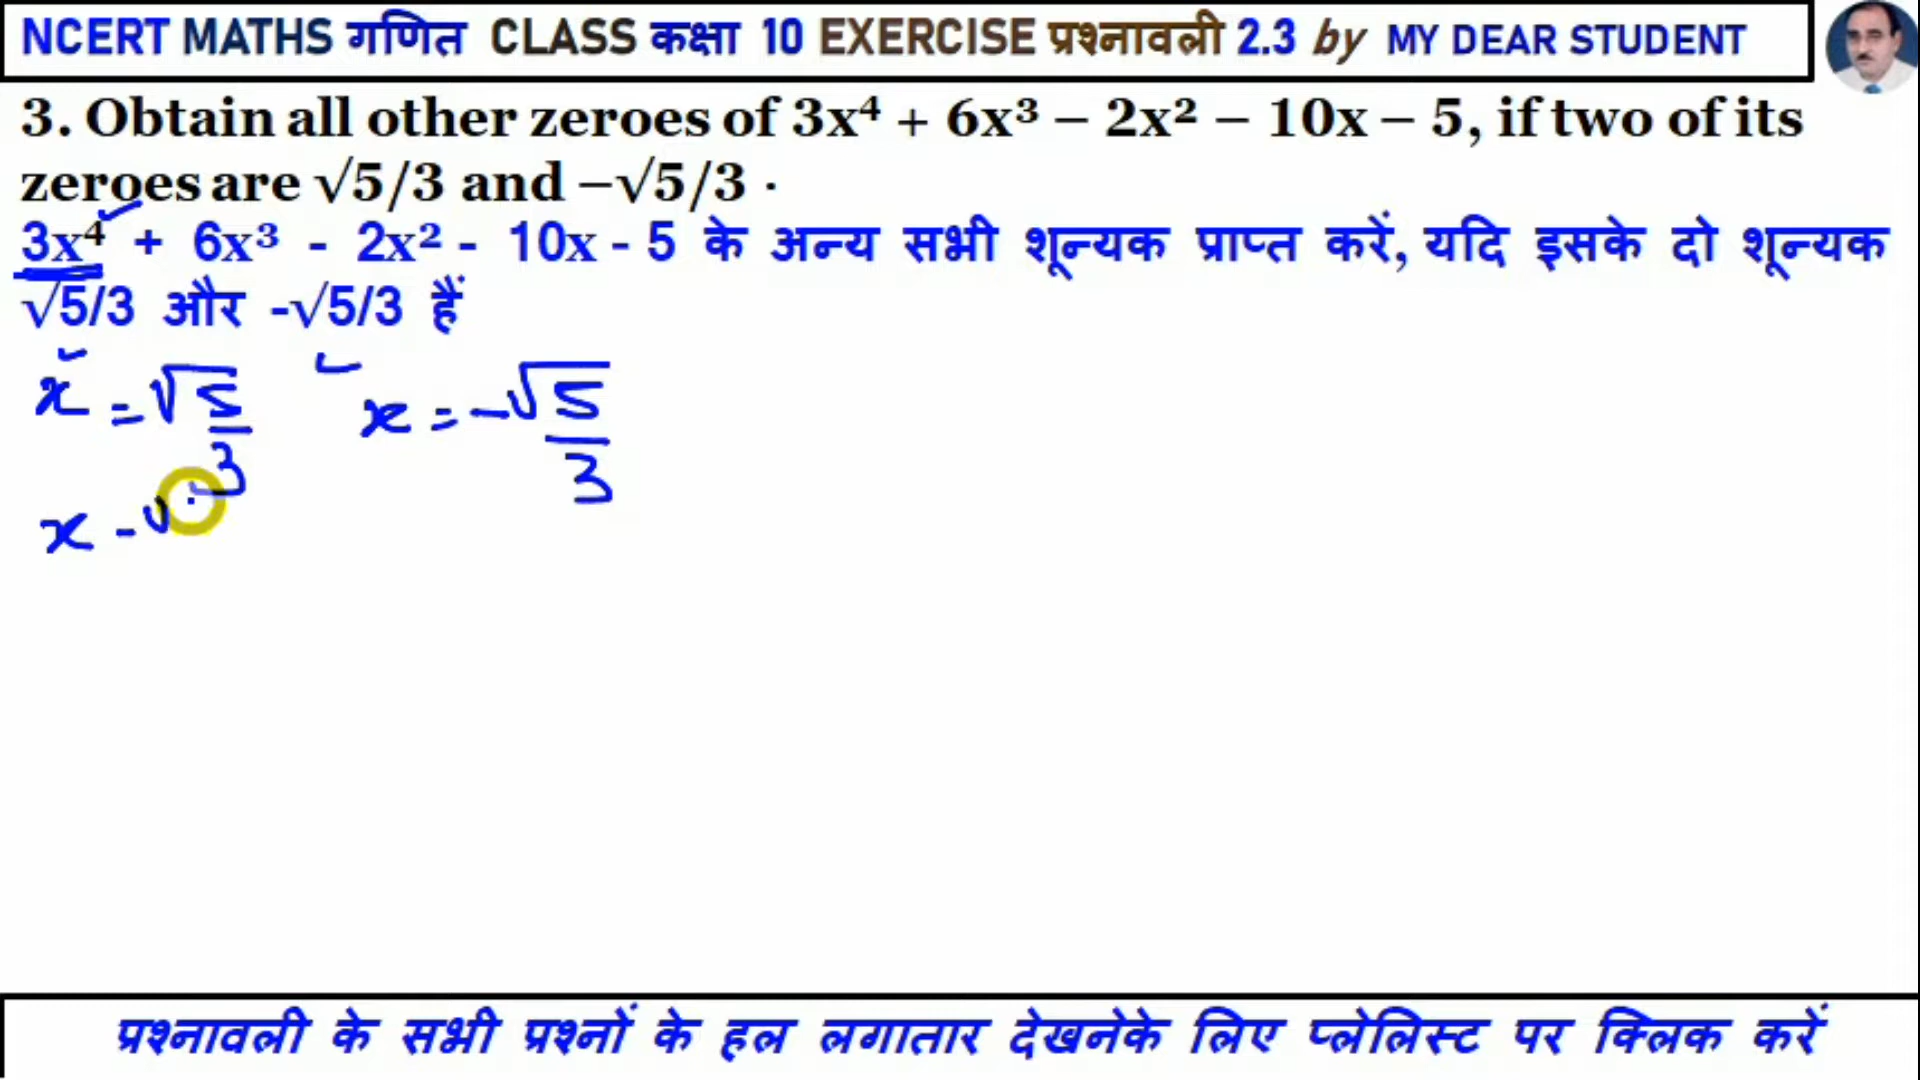 NCERT MATHS गणित CLASS कक्षा 10 EXERCISE प्रश्नावली 2.3 by MY DEAR STUDENT
3. Obtain all other zeroes of 3x⁴ + 6x³ – 2x² – 10x – 5, if two of its
zeroes are √5/3 and –√5/3 ·
3x⁴ + 6x³ - 2x² - 10x - 5 के अन्य सभी शून्यक प्राप्त करें, यदि इसके दो शून्यक
√5/3 और -√5/3 हैं
x = √5/3 x = -√5/3
x - √
प्रश्नावली के सभी प्रश्नों के हल लगातार देखनेके लिए प्लेलिस्ट पर क्लिक करें